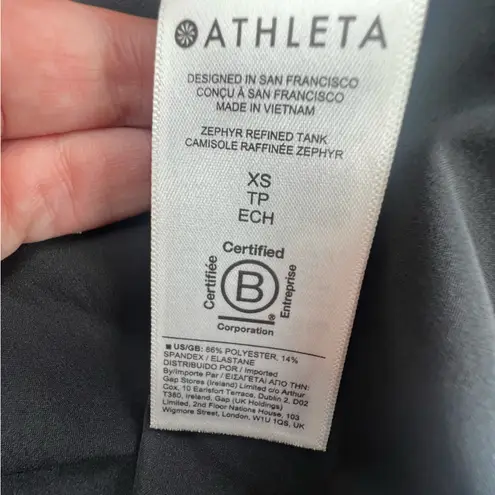 ATHLETA
DESIGNED IN SAN FRANCISCO
CONÇU À SAN FRANCISCO
MADE IN VIETNAM
ZEPHYR REFINED TANK
CAMISOLE RAFFINÉE ZEPHYR
XS
TP
ECH
Certified
Certifiée
B
Entreprise
®
Corporation
US/GB: 86% POLYESTER, 14%
SPANDEX / ELASTANE
DISTRIBUIDO POR / Imported
By/Importe Par / ΕΙΣΑΓΕΤΑΙ ΑΠΟ ΤΗΝ:
Gap Stores (Ireland) Limited c/o Arthur
Cox, 10 Earlsfort Terrace, Dublin 2, D02
T380, Ireland, Gap (UK Holdings)
Limited, 2nd Floor Nations House, 103
Wigmore Street, London, W1U 1QS, UK